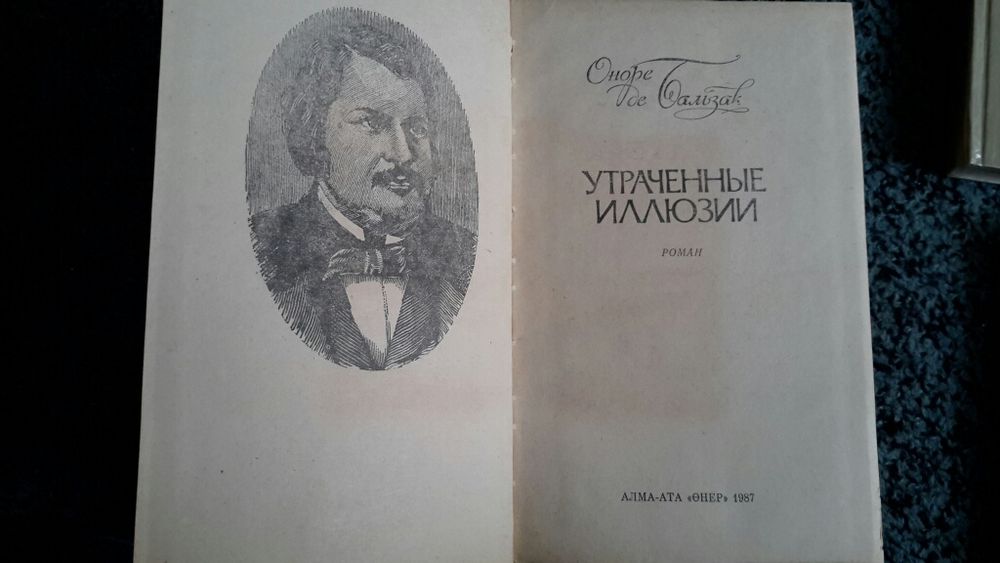 Оноре
де Бальзак
УТРАЧЕННЫЕ
ИЛЛЮЗИИ
РОМАН
АЛМА-АТА «ӨНЕР» 1987